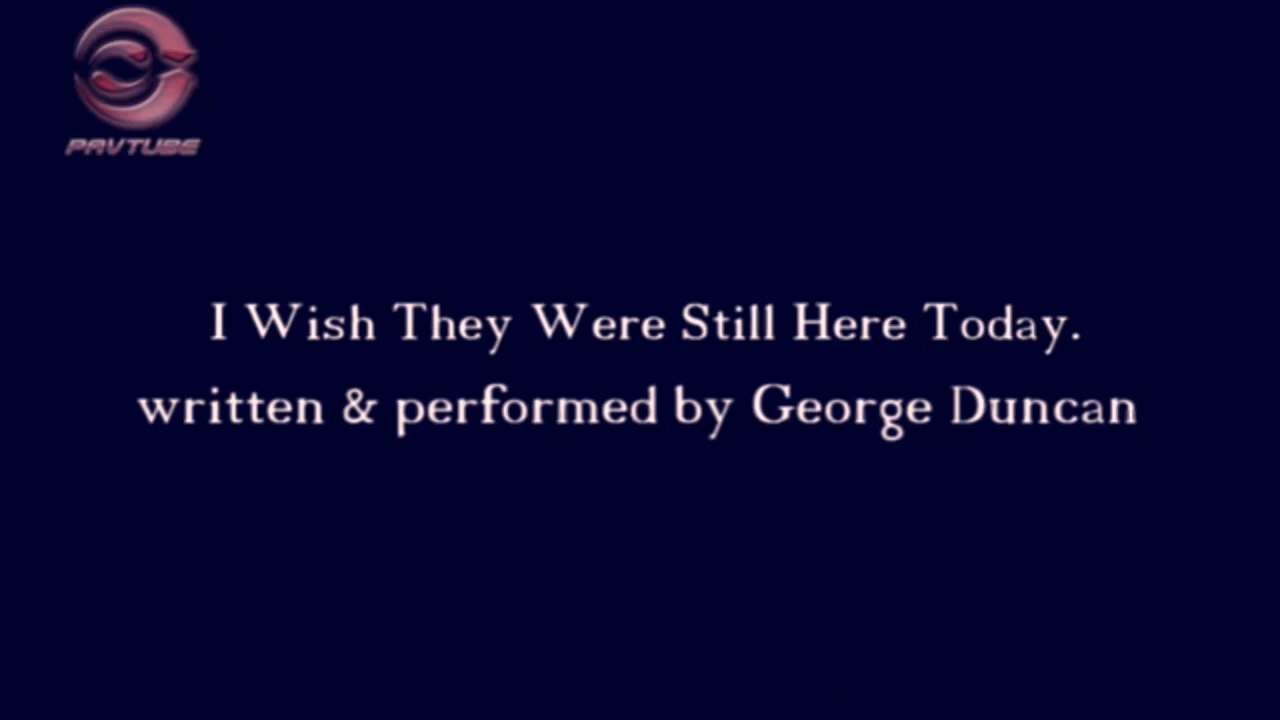 PAVTUBE
I Wish They Were Still Here Today.
written & performed by George Duncan